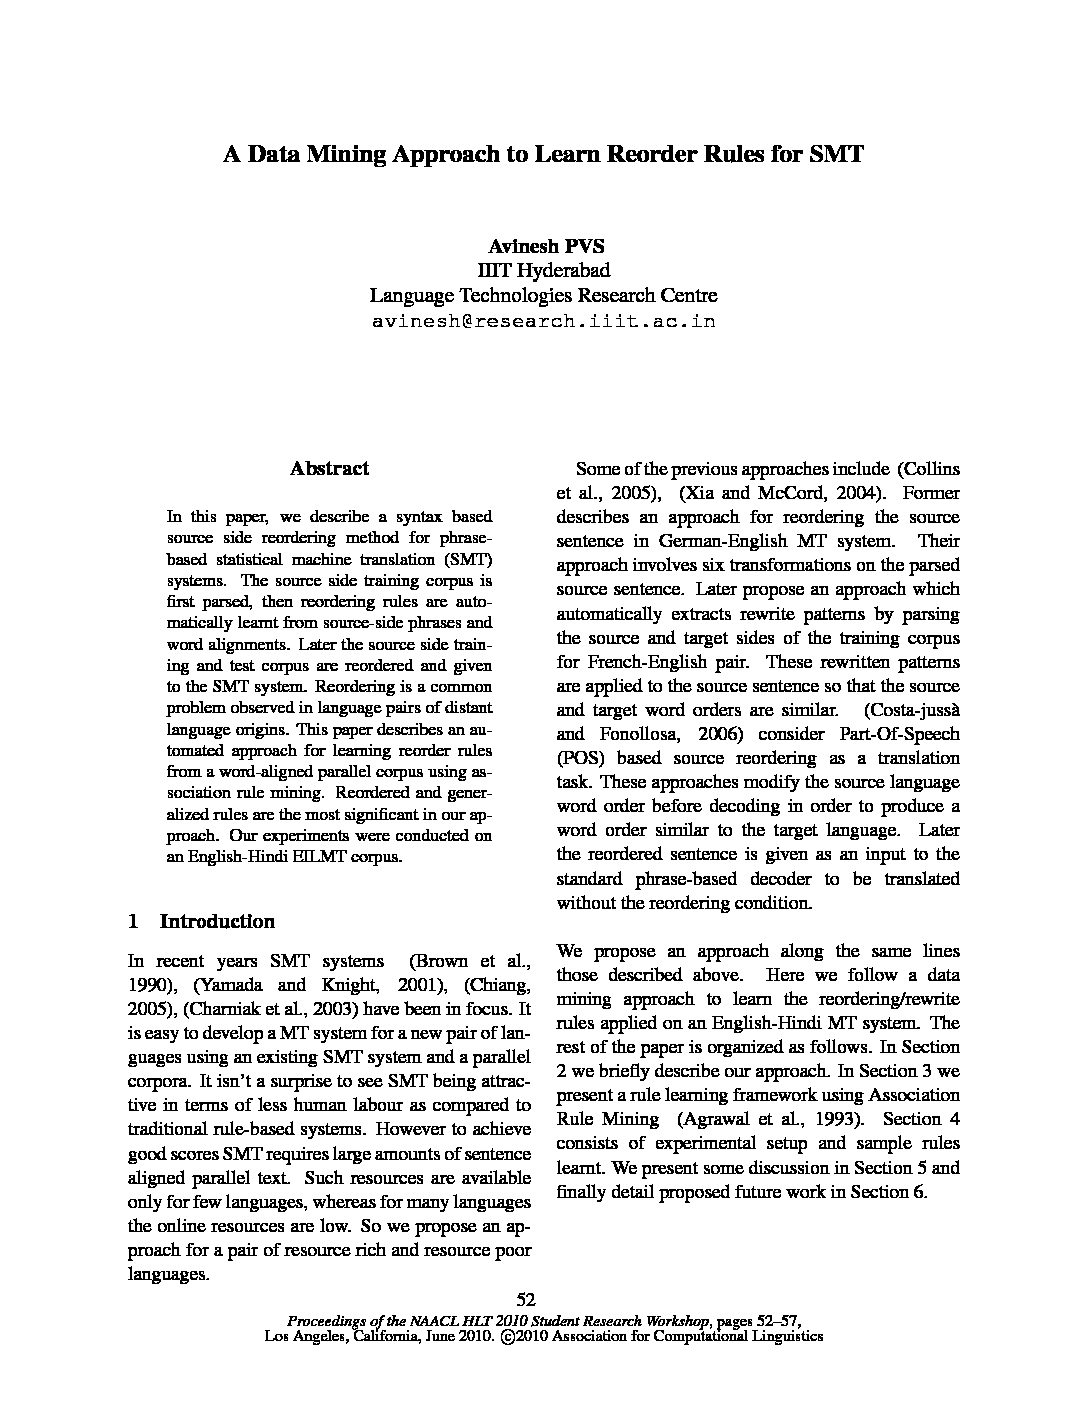 A Data Mining Approach to Learn Reorder Rules for SMT
Avinesh PVS
IIIT Hyderabad
Language Technologies Research Centre
avinesh@research.iiit.ac.in
Abstract
In this paper, we describe a syntax based
source side reordering method for phrase-
based statistical machine translation (SMT)
systems. The source side training corpus is
first parsed, then reordering rules are auto-
matically learnt from source-side phrases and
word alignments. Later the source side train-
ing and test corpus are reordered and given
to the SMT system. Reordering is a common
problem observed in language pairs of distant
language origins. This paper describes an au-
tomated approach for learning reorder rules
from a word-aligned parallel corpus using as-
sociation rule mining. Reordered and gener-
alized rules are the most significant in our ap-
proach. Our experiments were conducted on
an English-Hindi EILMT corpus.
1 Introduction
In recent years SMT systems (Brown et al.,
1990), (Yamada and Knight, 2001), (Chiang,
2005), (Charniak et al., 2003) have been in focus. It
is easy to develop a MT system for a new pair of lan-
guages using an existing SMT system and a parallel
corpora. It isn't a surprise to see SMT being attrac-
tive in terms of less human labour as compared to
traditional rule-based systems. However to achieve
good scores SMT requires large amounts of sentence
aligned parallel text. Such resources are available
only for few languages, whereas for many languages
the online resources are low. So we propose an ap-
proach for a pair of resource rich and resource poor
languages.
Some of the previous approaches include (Collins
et al., 2005), (Xia and McCord, 2004). Former
describes an approach for reordering the source
sentence in German-English MT system. Their
approach involves six transformations on the parsed
source sentence. Later propose an approach which
automatically extracts rewrite patterns by parsing
the source and target sides of the training corpus
for French-English pair. These rewritten patterns
are applied to the source sentence so that the source
and target word orders are similar. (Costa-jussà
and Fonollosa, 2006) consider Part-Of-Speech
(POS) based source reordering as a translation
task. These approaches modify the source language
word order before decoding in order to produce a
word order similar to the target language. Later
the reordered sentence is given as an input to the
standard phrase-based decoder to be translated
without the reordering condition.
We propose an approach along the same lines
those described above. Here we follow a data
mining approach to learn the reordering/rewrite
rules applied on an English-Hindi MT system. The
rest of the paper is organized as follows. In Section
2 we briefly describe our approach. In Section 3 we
present a rule learning framework using Association
Rule Mining (Agrawal et al., 1993). Section 4
consists of experimental setup and sample rules
learnt. We present some discussion in Section 5 and
finally detail proposed future work in Section 6.
52
Proceedings of the NAACL HLT 2010 Student Research Workshop, pages 52–57,
Los Angeles, California, June 2010. ©2010 Association for Computational Linguistics